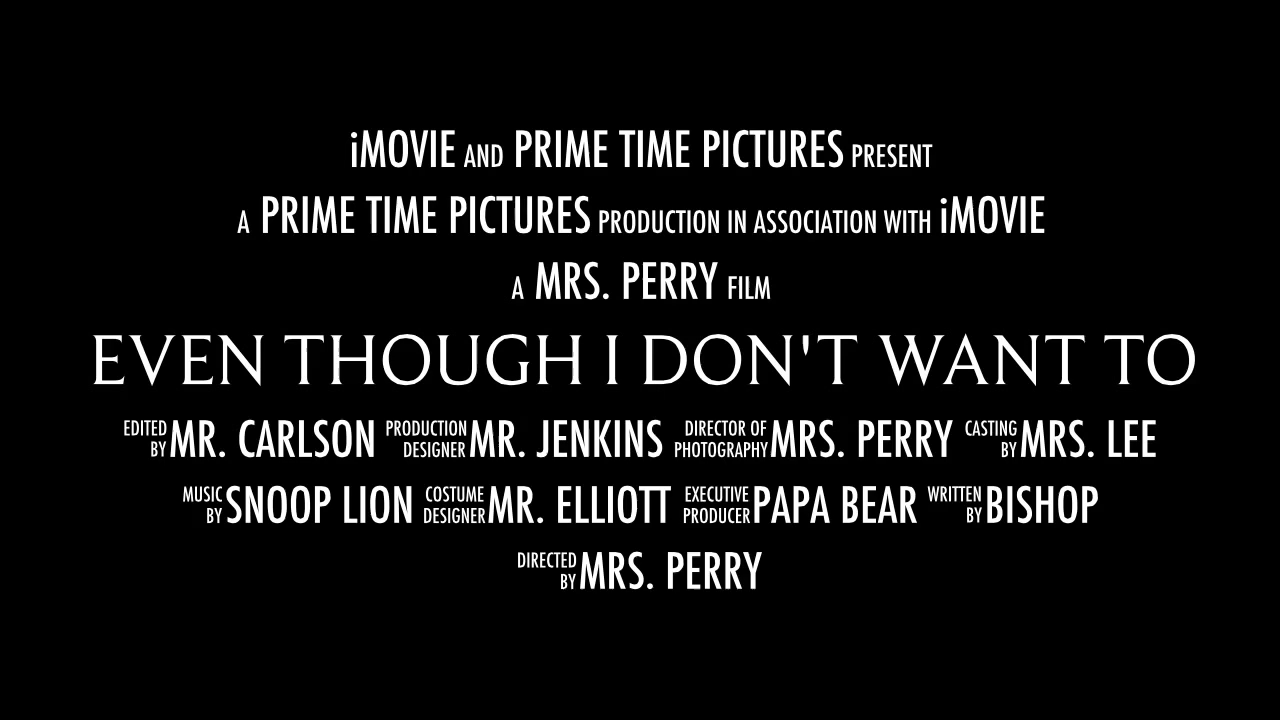 iMOVIE AND PRIME TIME PICTURES PRESENT
A PRIME TIME PICTURES PRODUCTION IN ASSOCIATION WITH iMOVIE
A MRS. PERRY FILM
EVEN THOUGH I DON'T WANT TO
EDITED BY MR. CARLSON PRODUCTION DESIGNER MR. JENKINS DIRECTOR OF PHOTOGRAPHY MRS. PERRY CASTING BY MRS. LEE
MUSIC BY SNOOP LION COSTUME DESIGNER MR. ELLIOTT EXECUTIVE PRODUCER PAPA BEAR WRITTEN BY BISHOP
DIRECTED BY MRS. PERRY